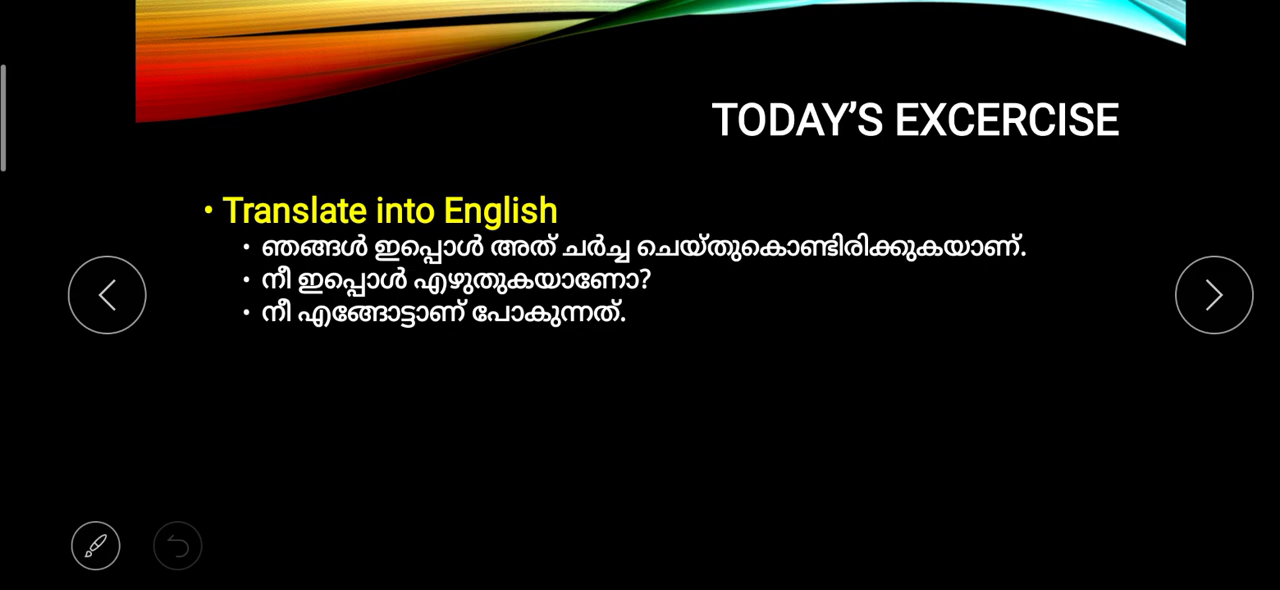 TODAY’S EXCERCISE
• Translate into English
• ഞങ്ങൾ ഇപ്പൊൾ അത് ചർച്ച ചെയ്തുകൊണ്ടിരിക്കുകയാണ്.
• നീ ഇപ്പൊൾ എഴുതുകയാണോ?
• നീ എങ്ങോട്ടാണ് പോകുന്നത്.